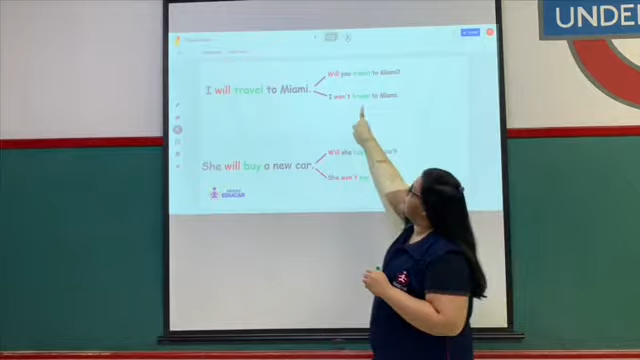 UNDE
I will travel to Miami.
Will you travel to Miami?
I won't travel to Miami.
She will buy a new car.
Will she
She won't
EDUCAR